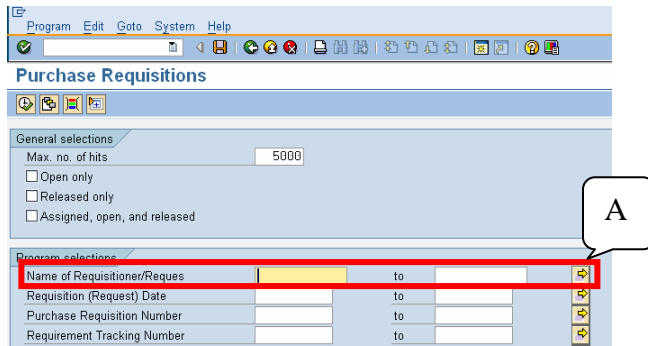 Program Edit Goto System Help
Purchase Requisitions
General selections
Max. no. of hits 5000
Open only
Released only
Assigned, open, and released
A
Program selections
Name of Requisitioner/Reques to
Requisition (Request) Date to
Purchase Requisition Number to
Requirement Tracking Number to